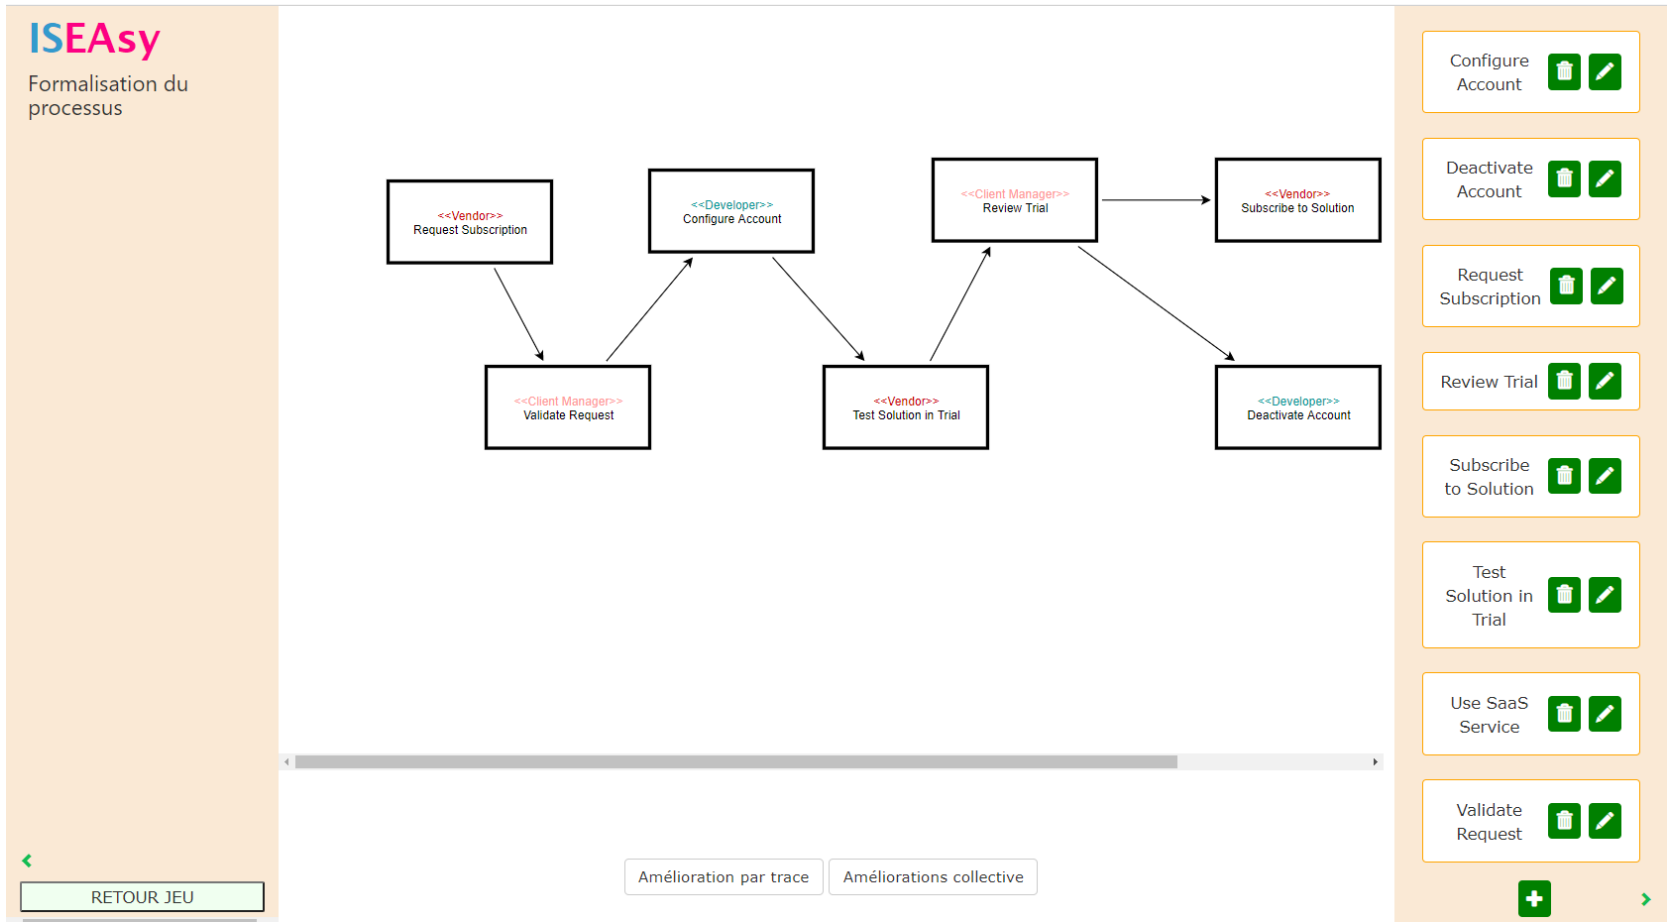 ISEAsy
Formalisation du
processus
<<Vendor>>
Request Subscription
<<Developer>>
Configure Account
<<Client Manager>>
Review Trial
<<Vendor>>
Subscribe to Solution
<<Client Manager>>
Validate Request
<<Vendor>>
Test Solution in Trial
<<Developer>>
Deactivate Account
Amélioration par trace
Améliorations collective
RETOUR JEU
Configure
Account
Deactivate
Account
Request
Subscription
Review Trial
Subscribe
to Solution
Test
Solution in
Trial
Use SaaS
Service
Validate
Request